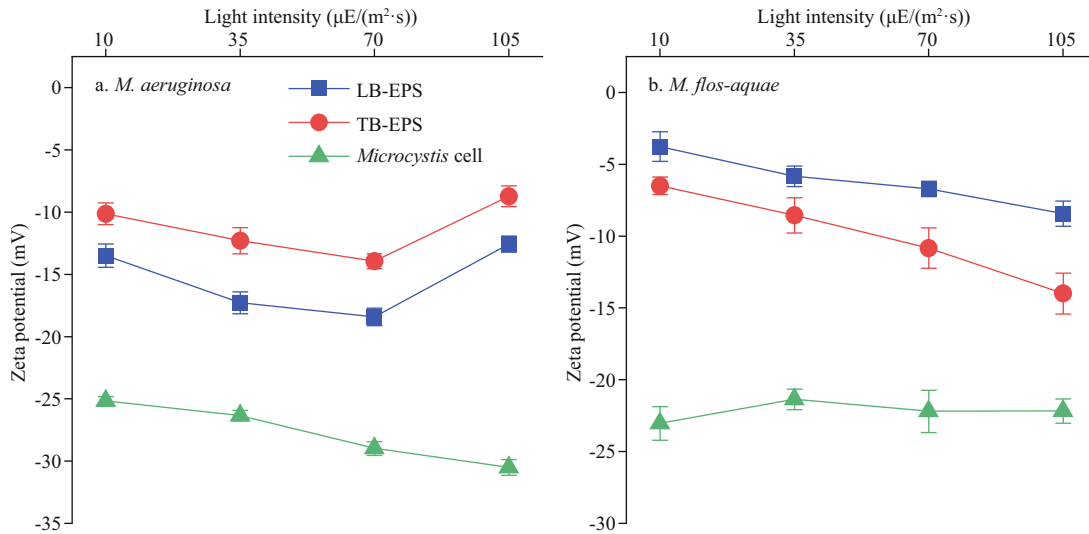 Light intensity (μE/(m²·s))
10 35 70 105
a. M. aeruginosa
LB-EPS
TB-EPS
Microcystis cell
Zeta potential (mV)
0
-5
-10
-15
-20
-25
-30
-35
Light intensity (μE/(m²·s))
10 35 70 105
b. M. flos-aquae
Zeta potential (mV)
0
-5
-10
-15
-20
-25
-30